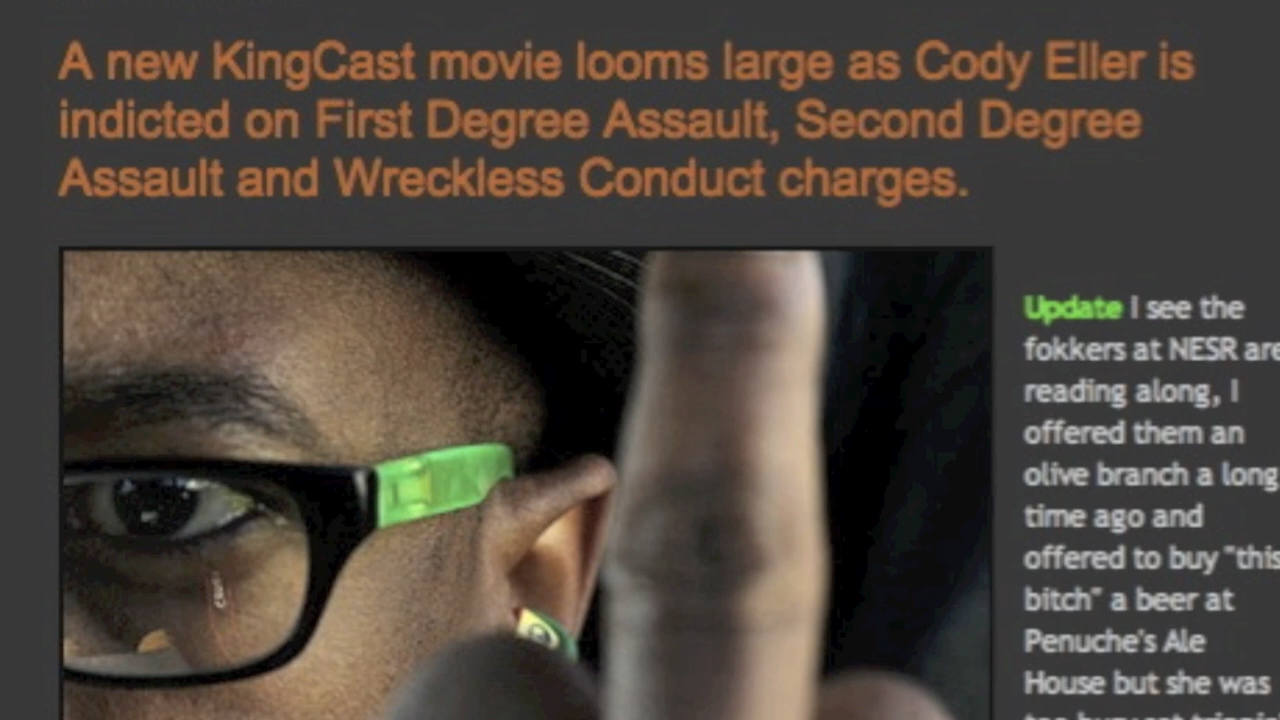 A new KingCast movie looms large as Cody Eller is
indicted on First Degree Assault, Second Degree
Assault and Wreckless Conduct charges.
Update I see the
fokkers at NESR are
reading along, I
offered them an
olive branch a long
time ago and
offered to buy "this
bitch" a beer at
Penuche's Ale
House but she was